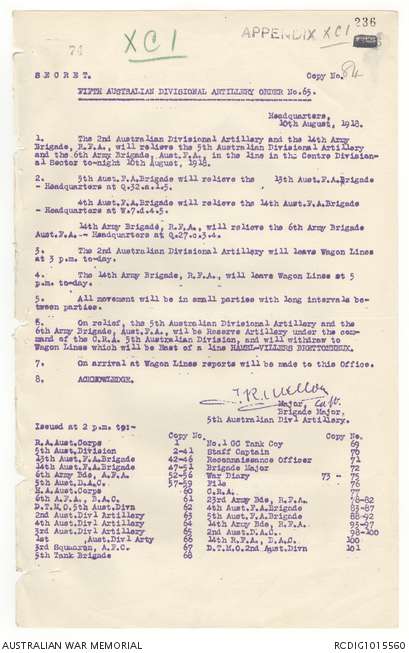 236
74
XC1
APPENDIX XC1
SECRET.
Copy No. 84
FIFTH AUSTRALIAN DIVISIONAL ARTILLERY ORDER No.65.
Headquarters,
10th August, 1918.
1. The 2nd Australian Divisional Artillery and the 14th Army
Brigade, R.F.A., will relieve the 5th Australian Divisional Artillery
and the 6th Army Brigade, Aust.F.A., in the line in the Centre Division-
al Sector to-night 10th August, 1918.
2. 5th Aust.F.A.Brigade will relieve the 13th Aust.F.A.Brigade
- Headquarters at Q.32.a.1.5.
4th Aust.F.A.Brigade will relieve the 14th Aust.F.A.Brigade
- Headquarters at W.7.d.4.5.
14th Army Brigade, R.F.A., will relieve the 6th Army Brigade
Aust.F.A. - Headquarters at Q.27.c.3.4.
3. The 2nd Australian Divisional Artillery will leave Wagon Lines
at 3 p.m. to-day.
4. The 14th Army Brigade, R.F.A., will leave Wagon Lines at 5
p.m. to-day.
5. All movement will be in small parties with long intervals be-
tween parties.
6. On relief, the 5th Australian Divisional Artillery and the
6th Army Brigade, Aust.F.A., will be Reserve Artillery under the com-
mand of the C.R.A. 5th Australian Division, and will withdraw to
Wagon Lines which will be East of a line HAMEL-VILLERS BRETTONEUX.
7. On arrival at Wagon Lines reports will be made to this Office.
8. ACKNOWLEDGE.
Major,
Brigade Major,
5th Australian Divl Artillery.
Issued at 2 p.m. to:-
Copy No. Copy No.
R.A.Aust.Corps 1 No.1 GC Tank Coy 69
5th Aust.Division 2-41 Staff Captain 70
13th Aust.F.A.Brigade 42-46 Reconnaissance Officer 71
14th Aust.F.A.Brigade 47-51 Brigade Major 72
6th Army Bde, A.F.A. 52-56 War Diary 73 - 75
5th Aust.D.A.C. 57-59 File 76
H.A.Aust.Corps 60 C.R.A. 77
6th A.F.A., B.A.C. 61 23rd Army Bde, R.F.A. 78-82
D.T.M.O.5th Aust.Divn 62 4th Aust.F.A.Brigade 83-87
2nd Aust.Divl Artillery 63 5th Aust.F.A.Brigade 88-92
4th Aust.Divl Artillery 64 14th Army Bde, R.F.A. 93-97
3rd Aust.Divl Artillery 65 2nd Aust.D.A.C. 98-100
1st ,Aust.Divl Arty 66 14th R.F.A., D.A.C. 100
3rd Squadron, A.F.C. 67 D.T.M.O.2nd Aust.Divn 101
5th Tank Brigade 68
AUSTRALIAN WAR MEMORIAL
RCDIG1015560